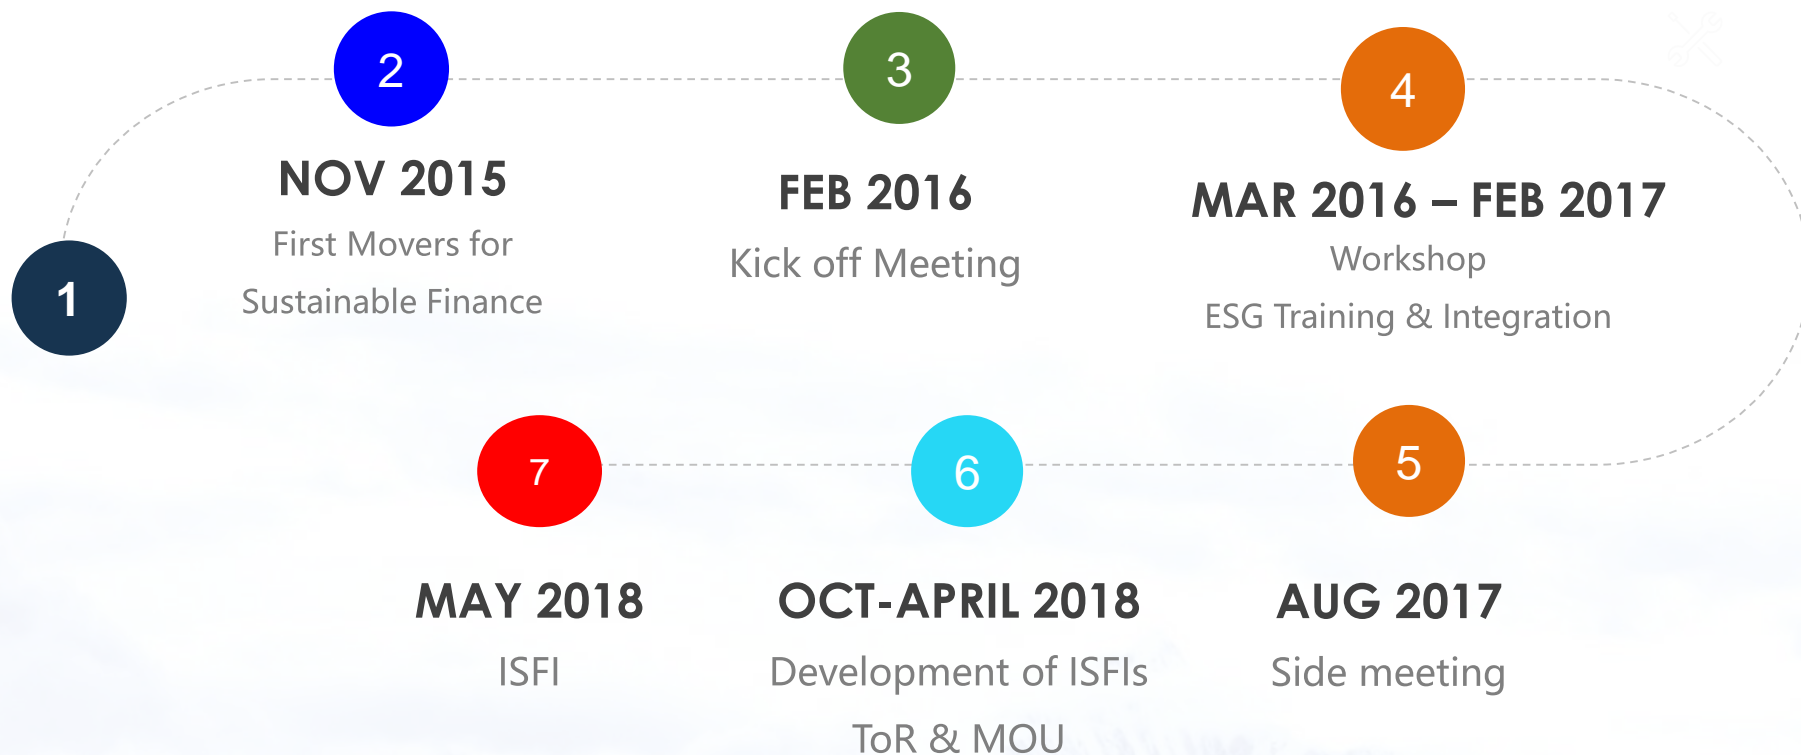 1
2
NOV 2015
First Movers for
Sustainable Finance
3
FEB 2016
Kick off Meeting
4
MAR 2016 – FEB 2017
Workshop
ESG Training & Integration
5
AUG 2017
Side meeting
6
OCT-APRIL 2018
Development of ISFIs
ToR & MOU
7
MAY 2018
ISFI